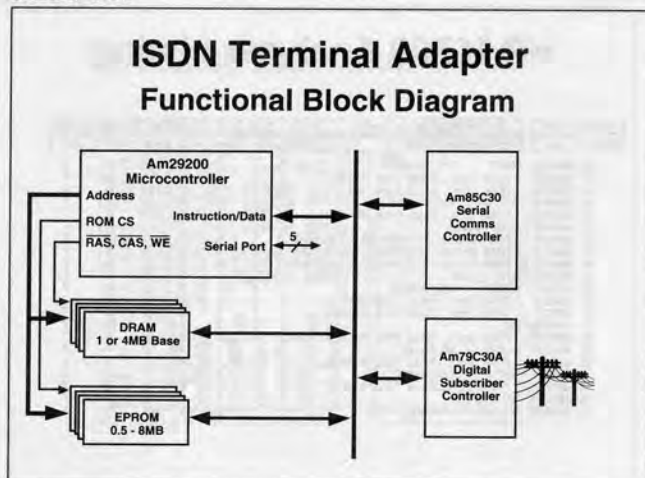 ISDN Terminal Adapter
Functional Block Diagram
Am29200
Microcontroller
Address
ROM CS
RAS, CAS, WE
Instruction/Data
Serial Port
5
DRAM
1 or 4MB Base
EPROM
0.5 - 8MB
Am85C30
Serial
Comms
Controller
Am79C30A
Digital
Subscriber
Controller